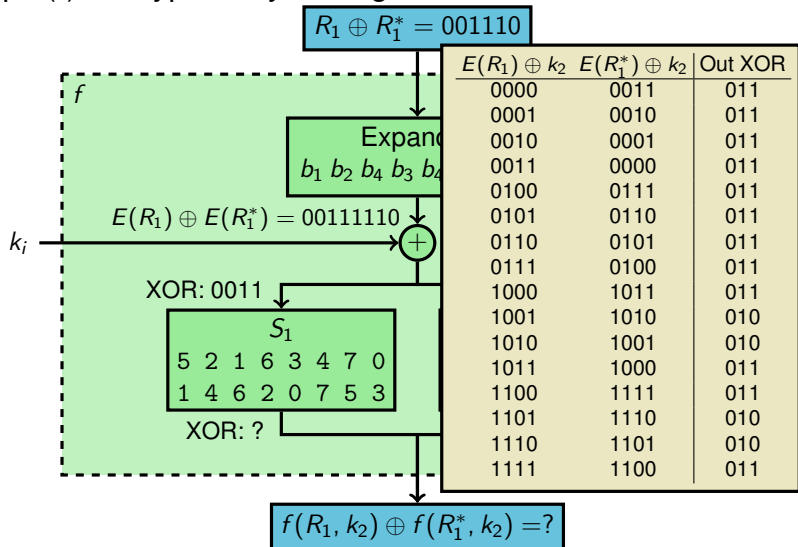 R₁ ⊕ R₁* = 001110
f
Expand
b₁ b₂ b₄ b₃ b₄
E(R₁) ⊕ E(R₁*) = 00111110
kᵢ
+
XOR: 0011
S₁
5 2 1 6 3 4 7 0
1 4 6 2 0 7 5 3
XOR: ?
f(R₁, k₂) ⊕ f(R₁*, k₂) =?
E(R₁) ⊕ k₂ E(R₁*) ⊕ k₂ Out XOR
0000 0011 011
0001 0010 011
0010 0001 011
0011 0000 011
0100 0111 011
0101 0110 011
0110 0101 011
0111 0100 011
1000 1011 011
1001 1010 010
1010 1001 010
1011 1000 011
1100 1111 011
1101 1110 010
1110 1101 010
1111 1100 011